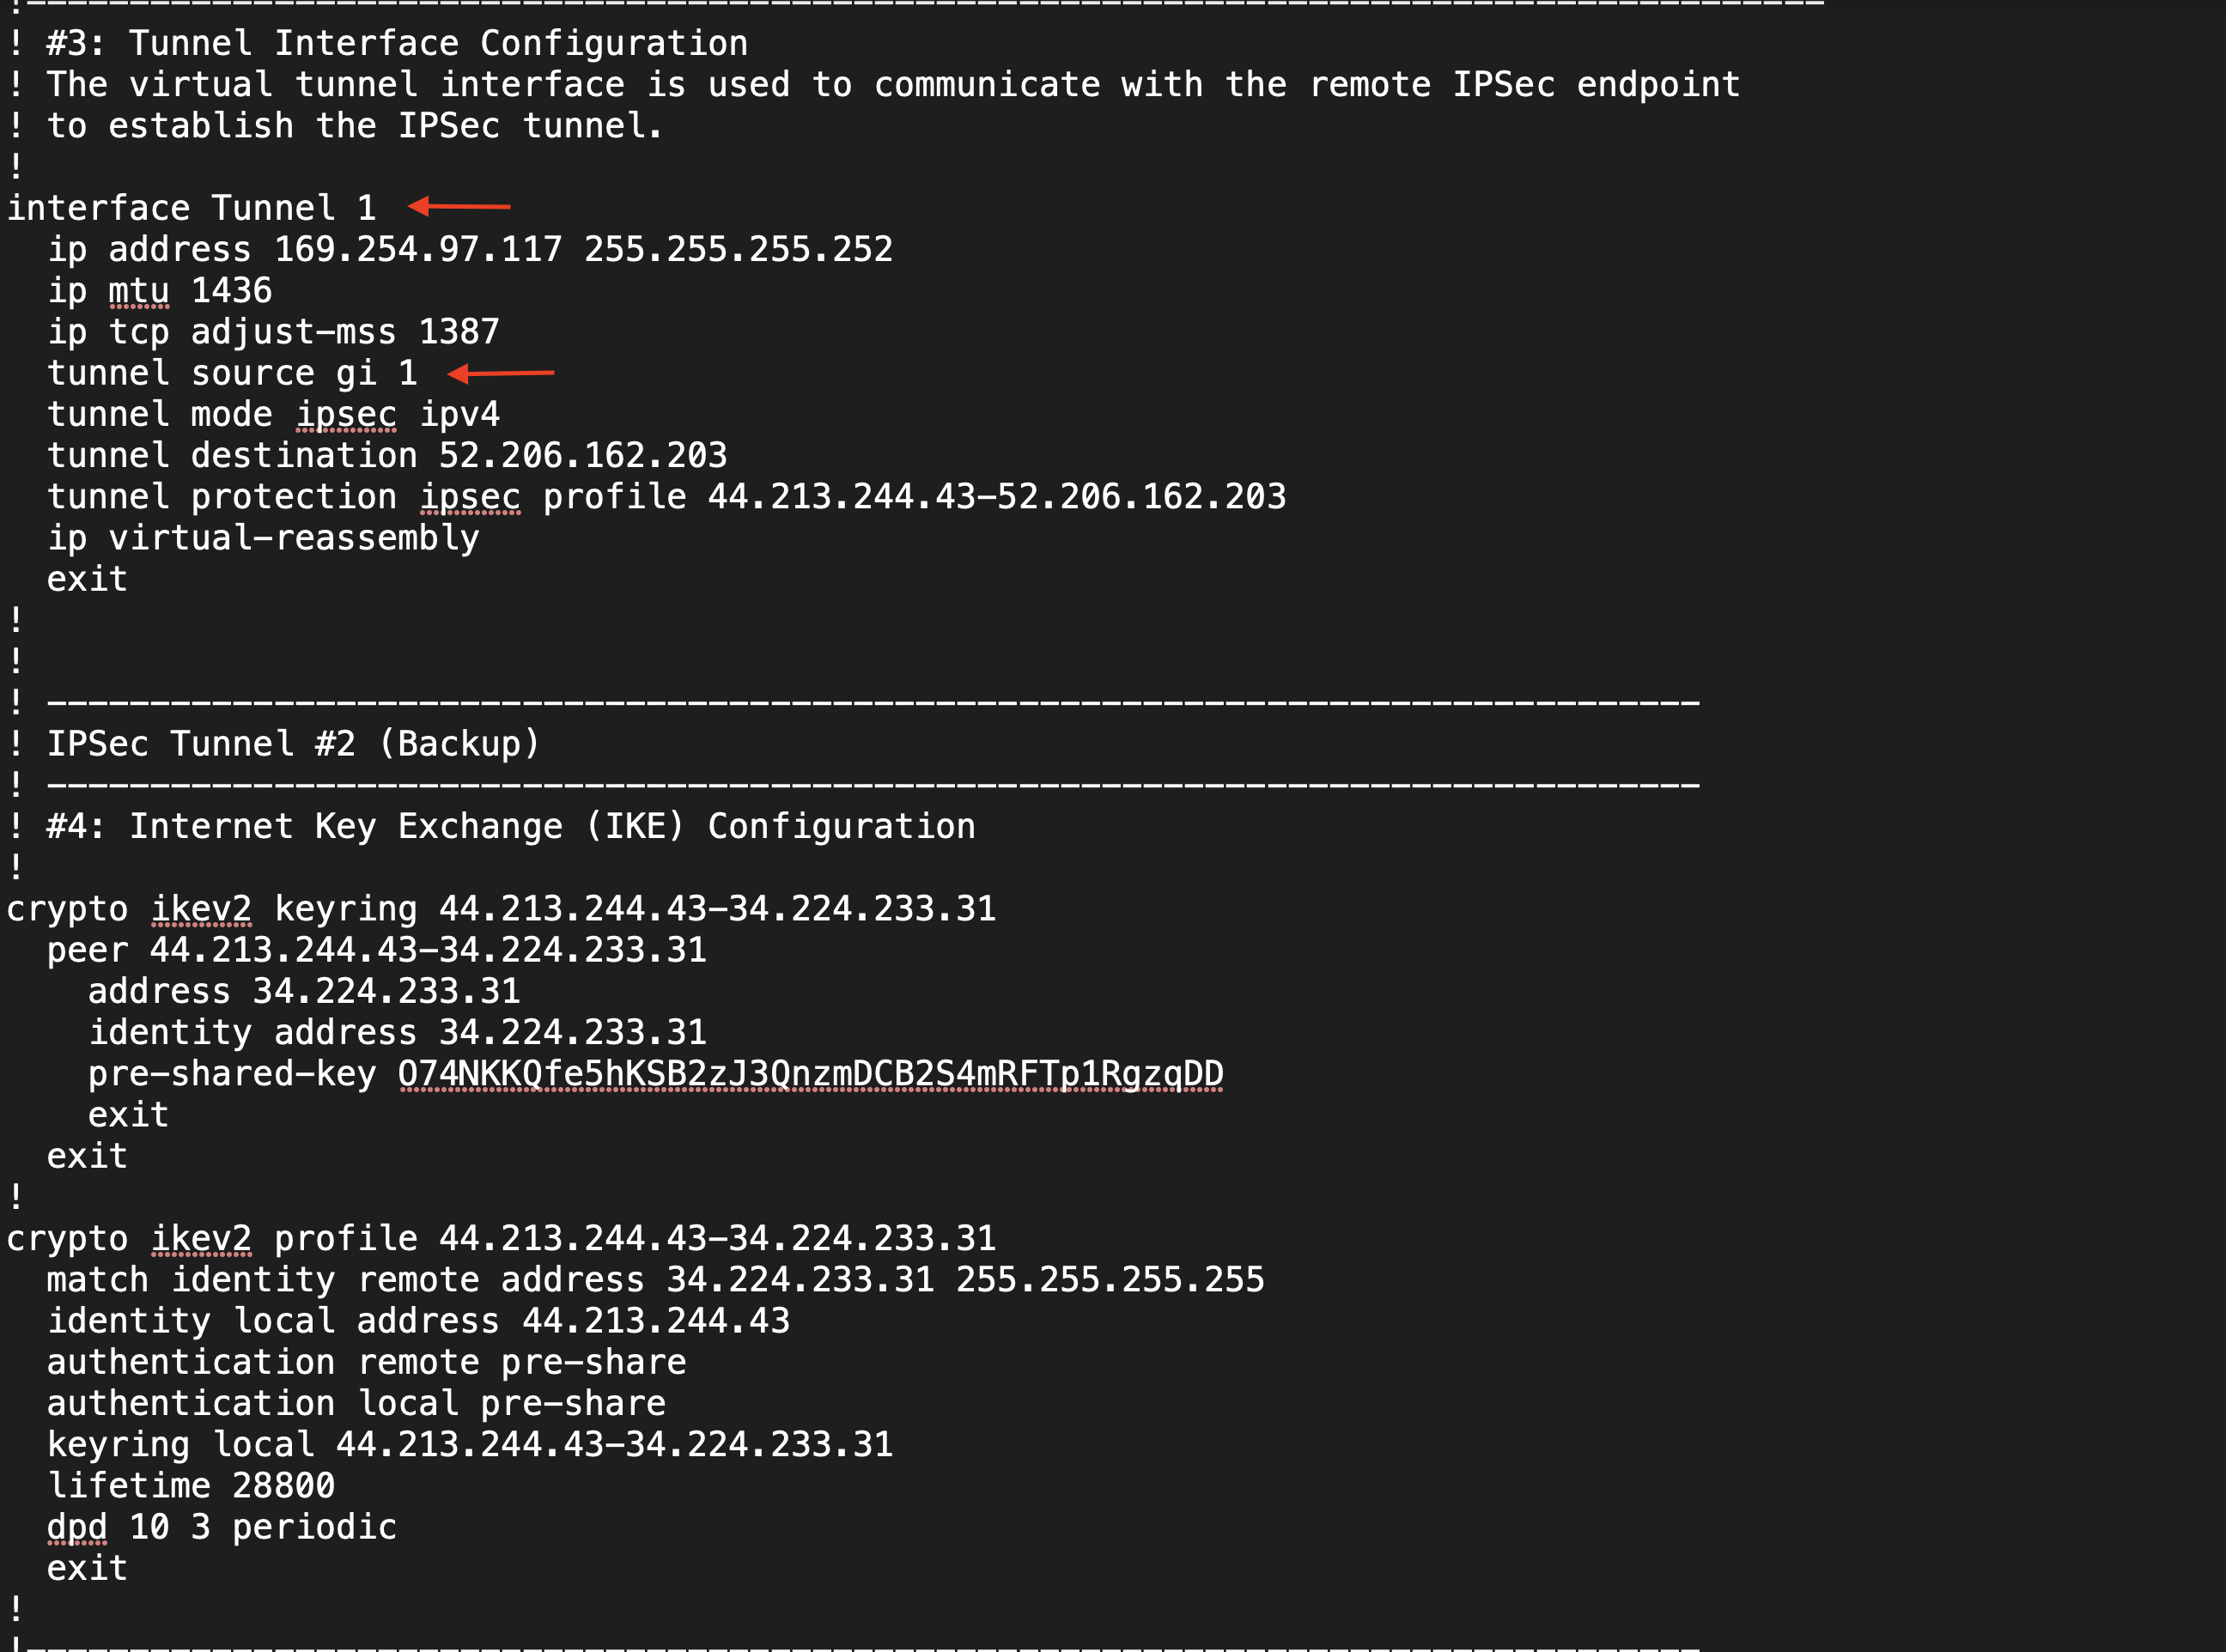 !----------------------------------------------------------------------------------------
! #3: Tunnel Interface Configuration
! The virtual tunnel interface is used to communicate with the remote IPSec endpoint
! to establish the IPSec tunnel.
!
interface Tunnel 1
  ip address 169.254.97.117 255.255.255.252
  ip mtu 1436
  ip tcp adjust-mss 1387
  tunnel source gi 1
  tunnel mode ipsec ipv4
  tunnel destination 52.206.162.203
  tunnel protection ipsec profile 44.213.244.43-52.206.162.203
  ip virtual-reassembly
  exit
!
!
! --------------------------------------------------------------------------------
! IPSec Tunnel #2 (Backup)
! --------------------------------------------------------------------------------
! #4: Internet Key Exchange (IKE) Configuration
!
crypto ikev2 keyring 44.213.244.43-34.224.233.31
  peer 44.213.244.43-34.224.233.31
    address 34.224.233.31
    identity address 34.224.233.31
    pre-shared-key O74NKKQfe5hKSB2zJ3QnzmDCB2S4mRFTp1RgzqDD
    exit
  exit
!
crypto ikev2 profile 44.213.244.43-34.224.233.31
  match identity remote address 34.224.233.31 255.255.255.255
  identity local address 44.213.244.43
  authentication remote pre-share
  authentication local pre-share
  keyring local 44.213.244.43-34.224.233.31
  lifetime 28800
  dpd 10 3 periodic
  exit
!
!---------------------------------------------------------------------------------